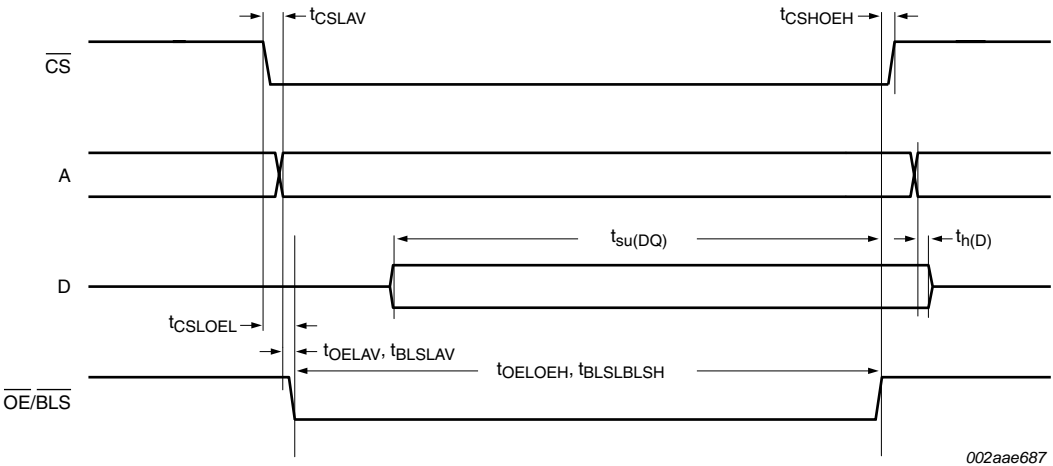 tCSLAV
tCSHOEH
CS
A
tsu(DQ)
th(D)
D
tCSLOEL
tOELAV, tBLSLAV
tOELOEH, tBLSLBLSH
OE/BLS
002aae687